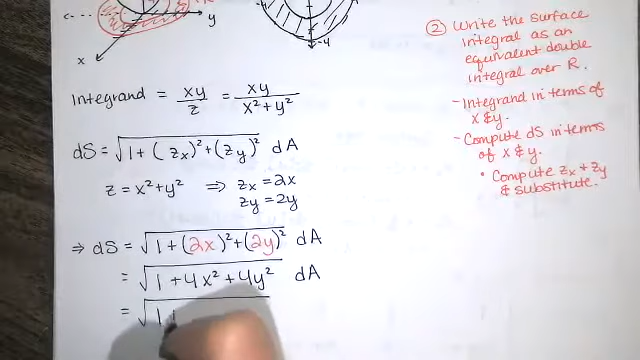 y
x
-4
Integrand = xy/z = xy/(x²+y²)
dS = √(1+(zx)²+(zy)²) dA
z = x²+y² ⇒ zx = 2x
zy = 2y
⇒ dS = √(1+(2x)²+(2y)²) dA
= √(1+4x²+4y²) dA
= √(1+
② Write the surface
integral as an
equivalent double
integral over R.
- Integrand in terms of
x & y.
- Compute dS in terms
of x & y.
• Compute zx + zy
& substitute.